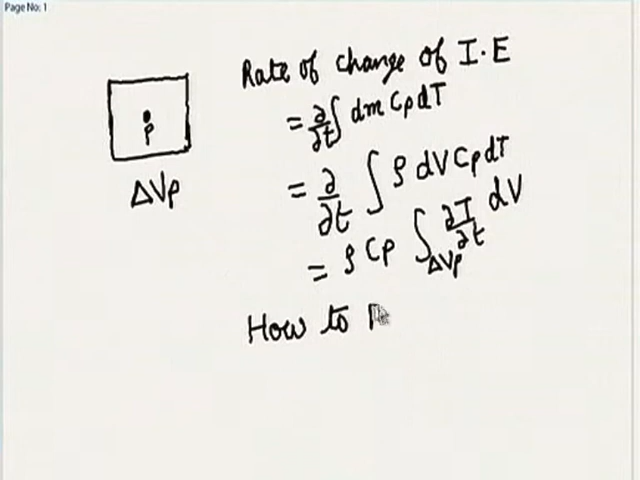 Page No: 1
Rate of change of I.E
= ∂/∂t ∫ dm Cp dT
P
= ∂/∂t ∫ ρ dV Cp dT
ΔVp
= ρ Cp ∫ΔVp ∂T/∂t dV
How to